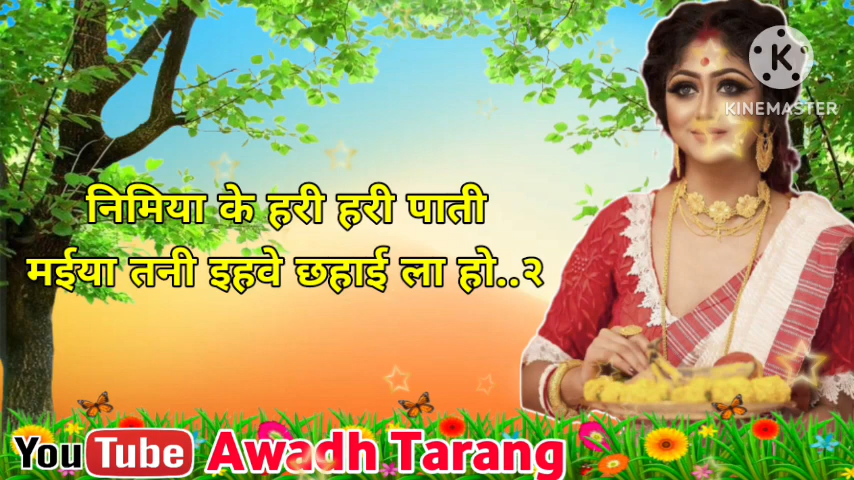 KINEMASTER
निमिया के हरी हरी पाती
मईया तनी इहवे छहाई ला हो..२
YouTube Awadh Tarang